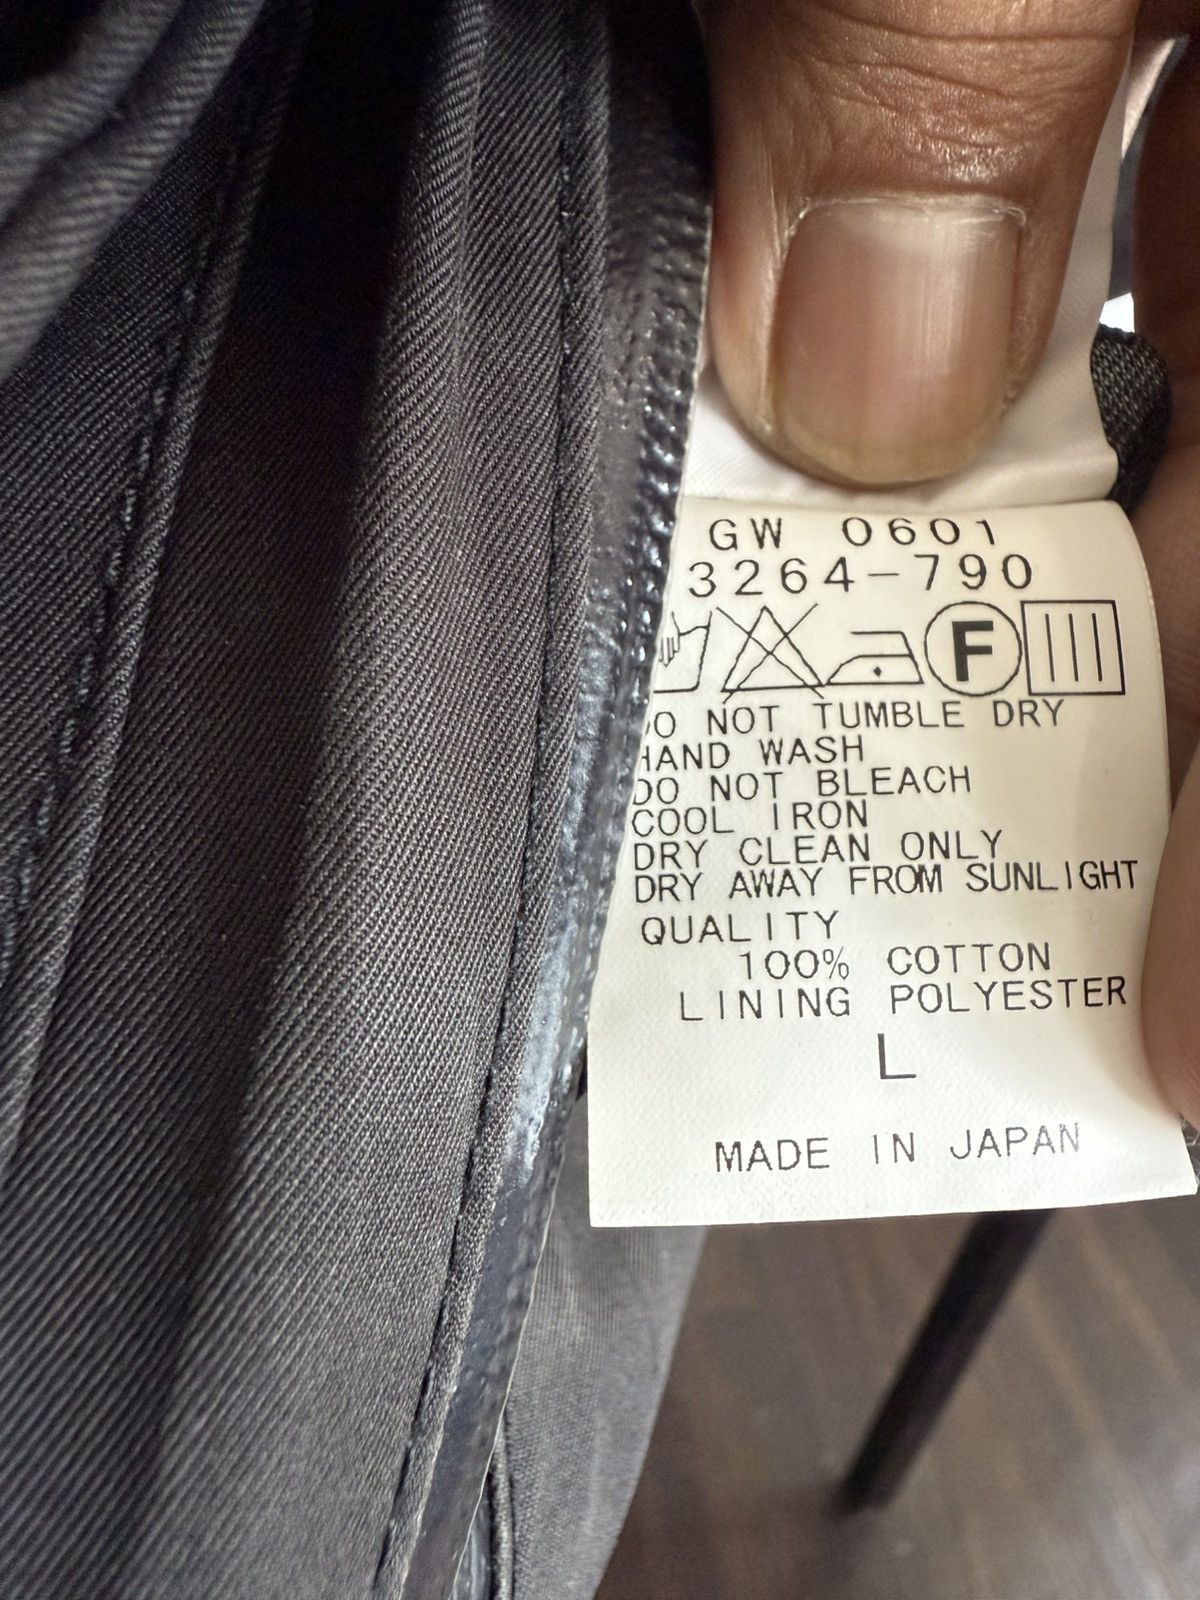 GW 0601
3264-790
F
DO NOT TUMBLE DRY
HAND WASH
DO NOT BLEACH
COOL IRON
DRY CLEAN ONLY
DRY AWAY FROM SUNLIGHT
QUALITY
100% COTTON
LINING POLYESTER
L
MADE IN JAPAN